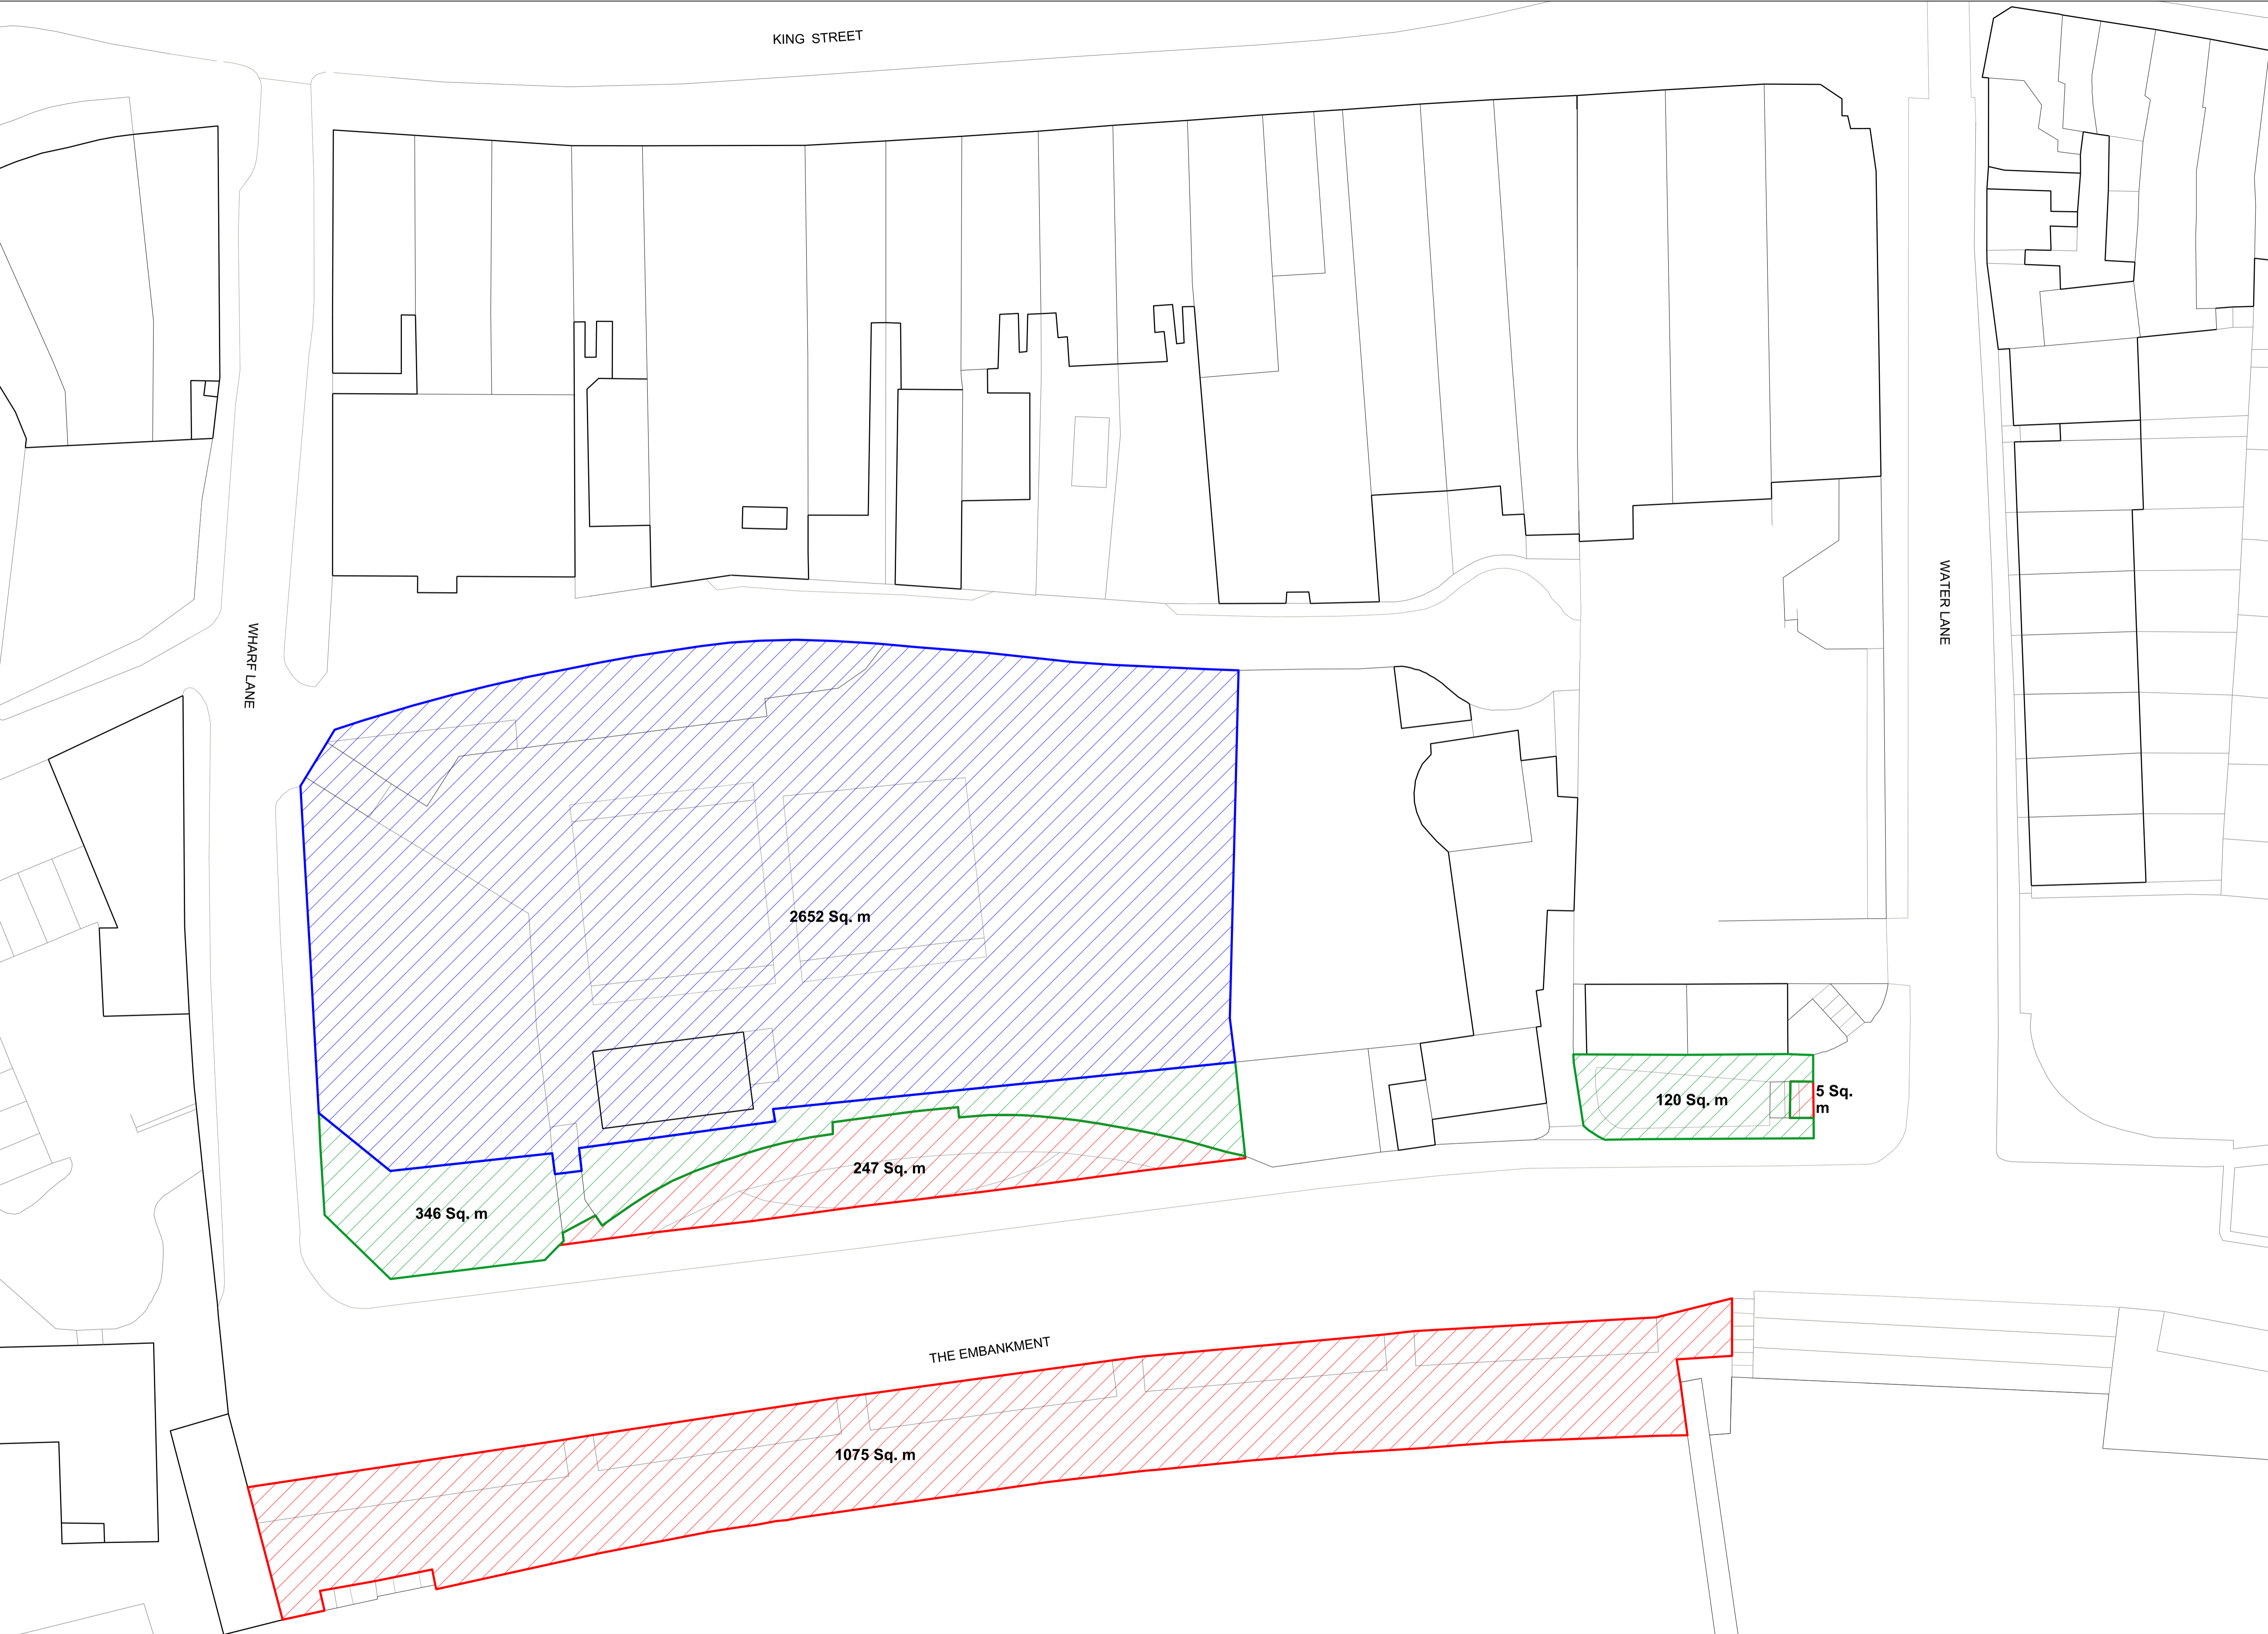 KING STREET
WHARF LANE
WATER LANE
2652 Sq. m
5 Sq.
m
120 Sq. m
247 Sq. m
346 Sq. m
THE EMBANKMENT
1075 Sq. m